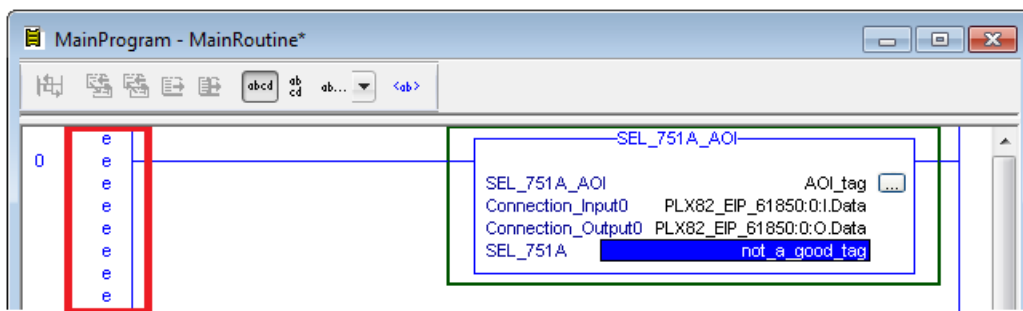 MainProgram - MainRoutine*
abcd ab cd ab... <ab>
e
0 e
e
e
e
e
e
e
SEL_751A_AOI
SEL_751A_AOI AOI_tag ...
Connection_Input0 PLX82_EIP_61850:0:I.Data
Connection_Output0 PLX82_EIP_61850:0:O.Data
SEL_751A not_a_good_tag